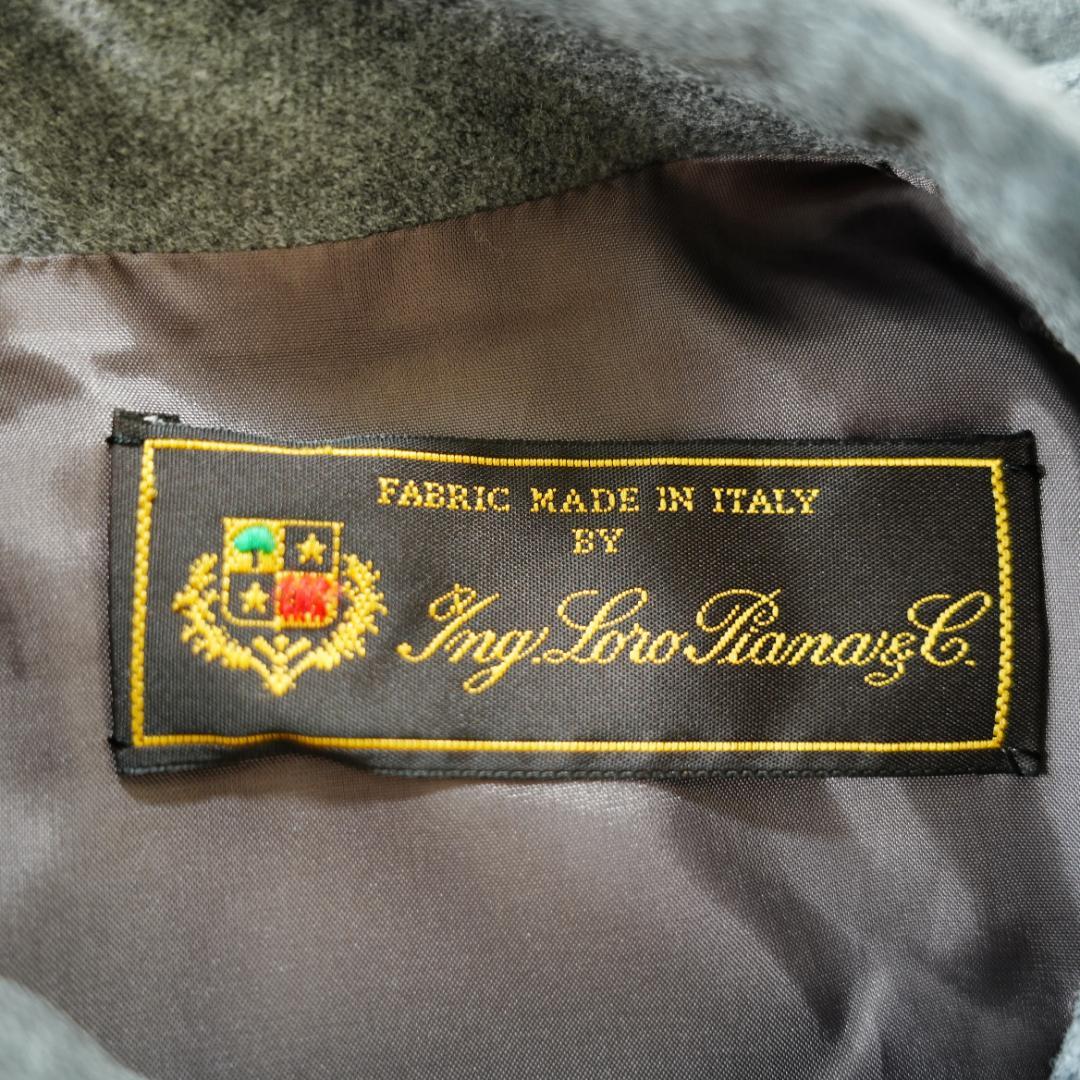 FABRIC MADE IN ITALY
BY
Ing. Loro Piana & C.